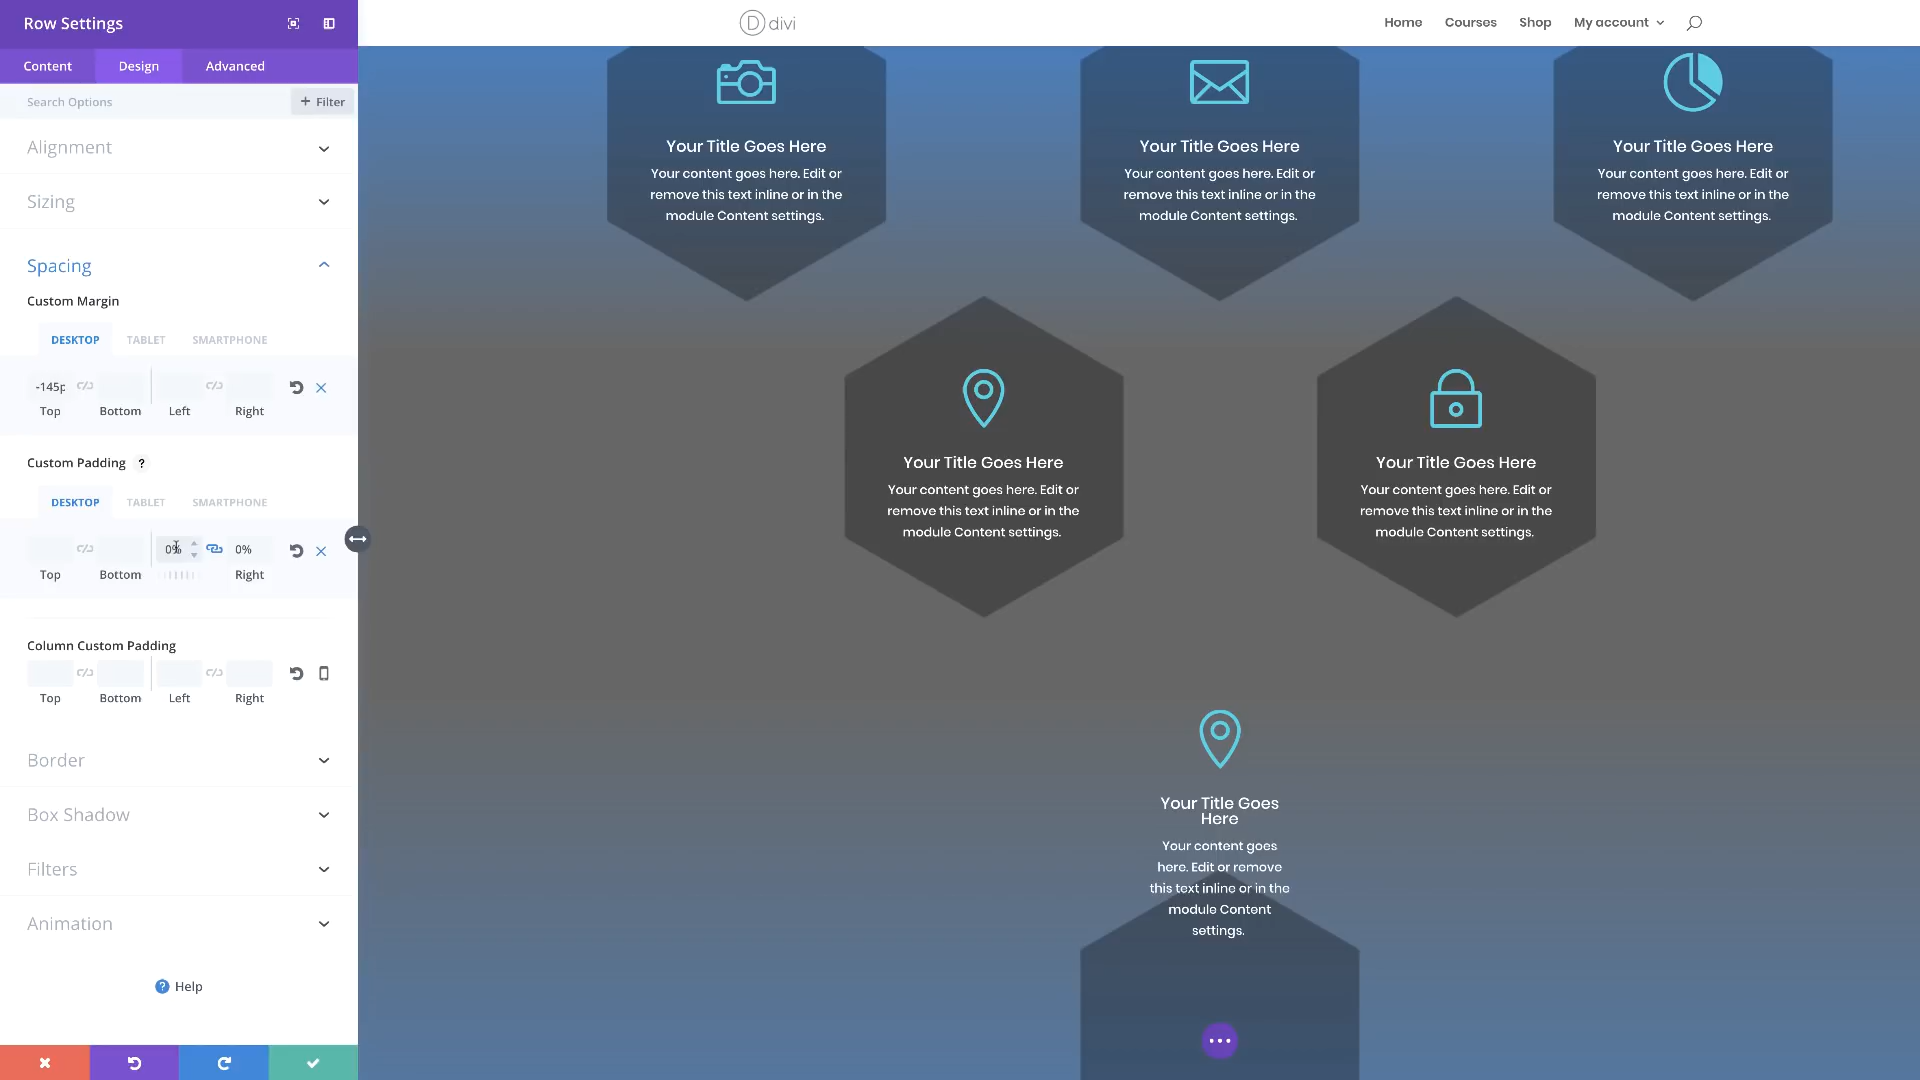 Row Settings
Content
Design
Advanced
Search Options
+ Filter
Alignment
Sizing
Spacing
Custom Margin
DESKTOP
TABLET
SMARTPHONE
-145p
Top
Bottom
Left
Right
Custom Padding ?
DESKTOP
TABLET
SMARTPHONE
0%
0%
Top
Bottom
Right
Column Custom Padding
Top
Bottom
Left
Right
Border
Box Shadow
Filters
Animation
? Help
D divi
Home
Courses
Shop
My account
Your Title Goes Here
Your content goes here. Edit or
remove this text inline or in the
module Content settings.
Your Title Goes Here
Your content goes here. Edit or
remove this text inline or in the
module Content settings.
Your Title Goes Here
Your content goes here. Edit or
remove this text inline or in the
module Content settings.
Your Title Goes Here
Your content goes here. Edit or
remove this text inline or in the
module Content settings.
Your Title Goes Here
Your content goes here. Edit or
remove this text inline or in the
module Content settings.
Your Title Goes
Here
Your content goes
here. Edit or remove
this text inline or in the
module Content
settings.